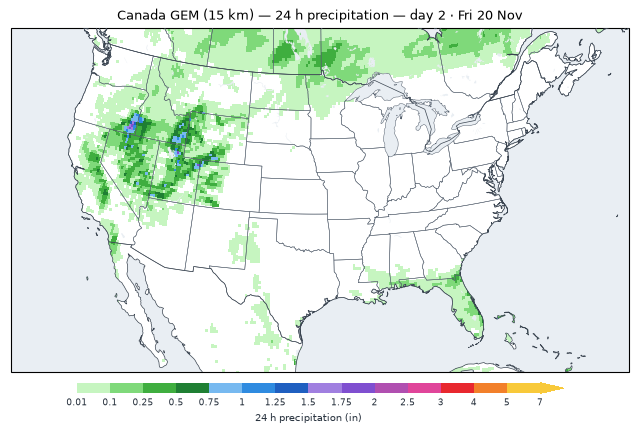 Canada GEM (15 km) — 24 h precipitation — day 2 · Fri 20 Nov
0.01 0.1 0.25 0.5 0.75 1 1.25 1.5 1.75 2 2.5 3 4 5 7
24 h precipitation (in)